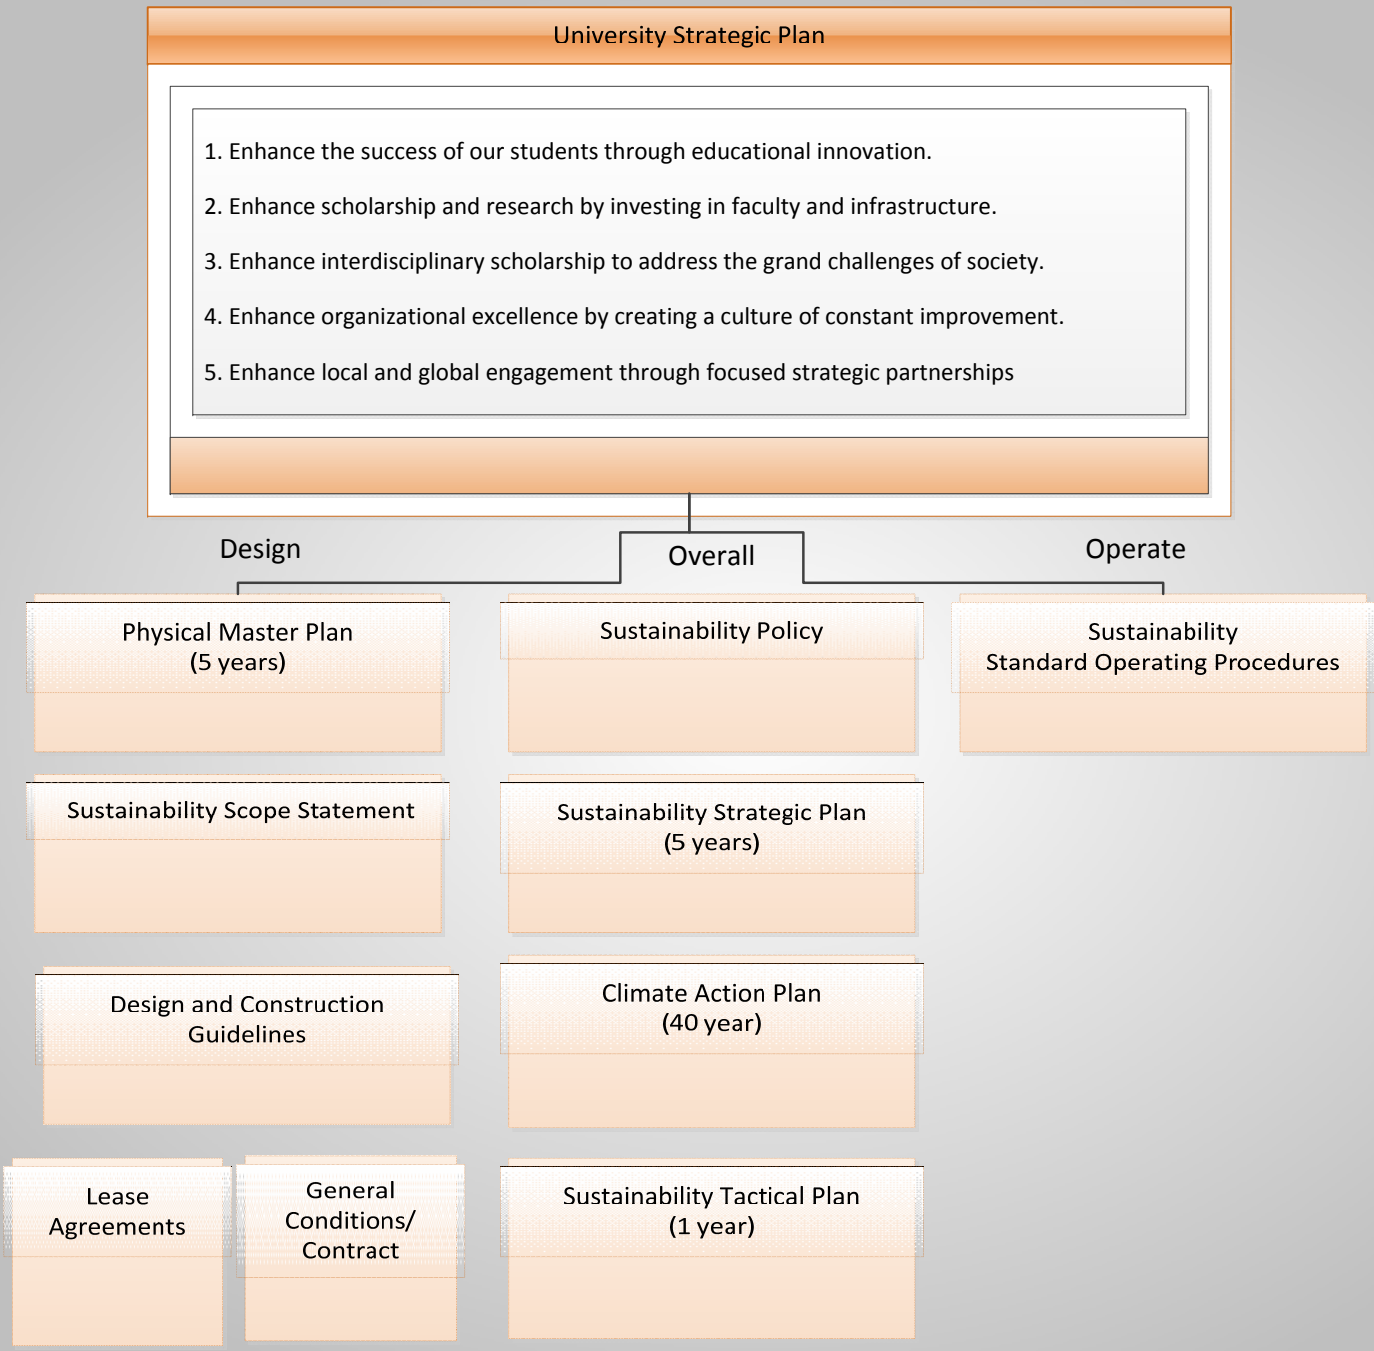 University Strategic Plan
1. Enhance the success of our students through educational innovation.
2. Enhance scholarship and research by investing in faculty and infrastructure.
3. Enhance interdisciplinary scholarship to address the grand challenges of society.
4. Enhance organizational excellence by creating a culture of constant improvement.
5. Enhance local and global engagement through focused strategic partnerships
Design
Overall
Operate
Physical Master Plan
(5 years)
Sustainability Policy
Sustainability
Standard Operating Procedures
Sustainability Scope Statement
Sustainability Strategic Plan
(5 years)
Design and Construction
Guidelines
Climate Action Plan
(40 year)
Lease
Agreements
General
Conditions/
Contract
Sustainability Tactical Plan
(1 year)